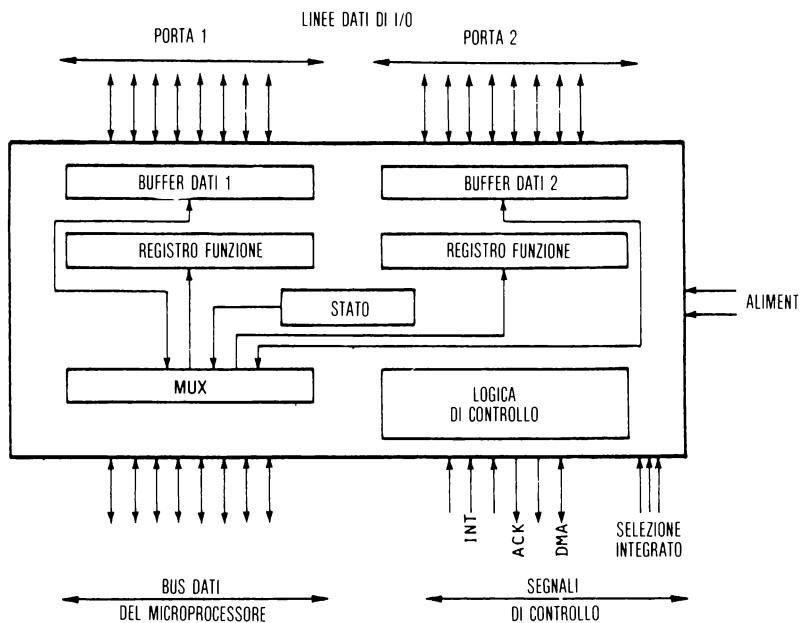 LINEE DATI DI I/O
PORTA 1
PORTA 2
BUFFER DATI 1
BUFFER DATI 2
REGISTRO FUNZIONE
REGISTRO FUNZIONE
STATO
ALIMENT
MUX
LOGICA
DI CONTROLLO
INT
ACK
DMA
SELEZIONE
INTEGRATO
BUS DATI
DEL MICROPROCESSORE
SEGNALI
DI CONTROLLO